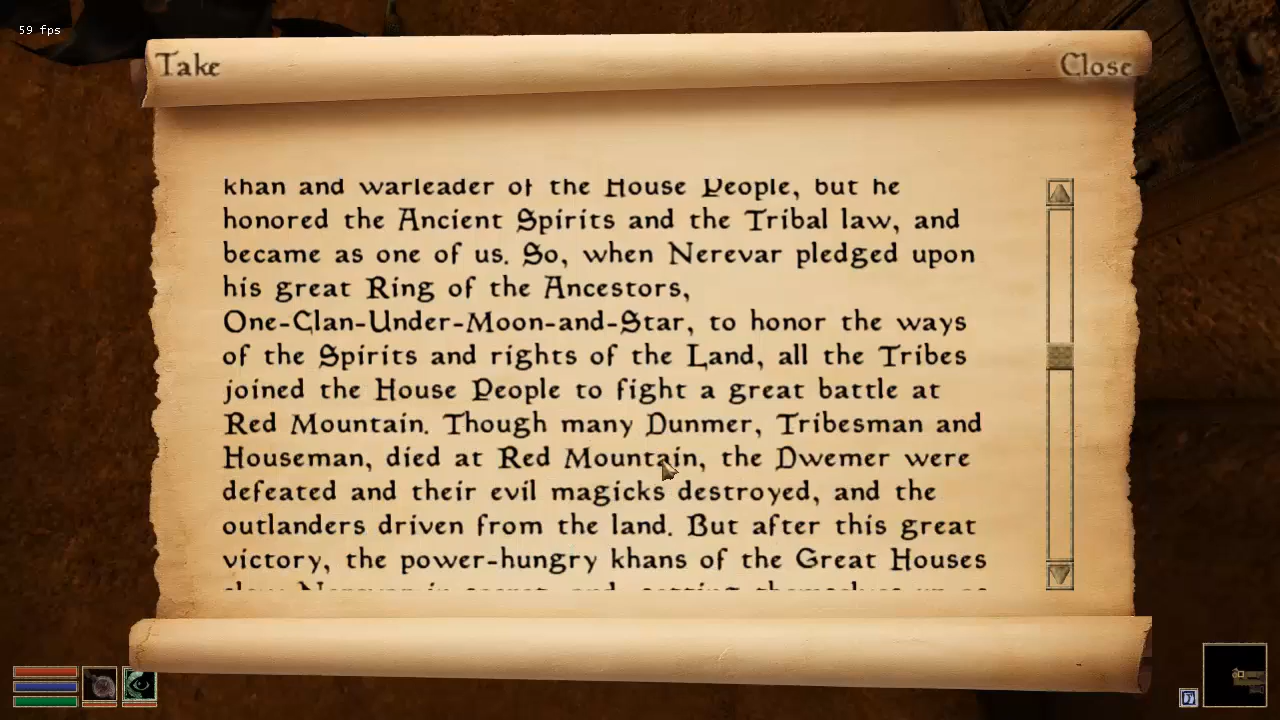 59 fps
Take
Close
khan and warleader of the House People, but he
honored the Ancient Spirits and the Tribal law, and
became as one of us. So, when Nerevar pledged upon
his great Ring of the Ancestors,
One-Clan-Under-Moon-and-Star, to honor the ways
of the Spirits and rights of the Land, all the Tribes
joined the House People to fight a great battle at
Red Mountain. Though many Dunmer, Tribesman and
Houseman, died at Red Mountain, the Dwemer were
defeated and their evil magicks destroyed, and the
outlanders driven from the land. But after this great
victory, the power-hungry khans of the Great Houses